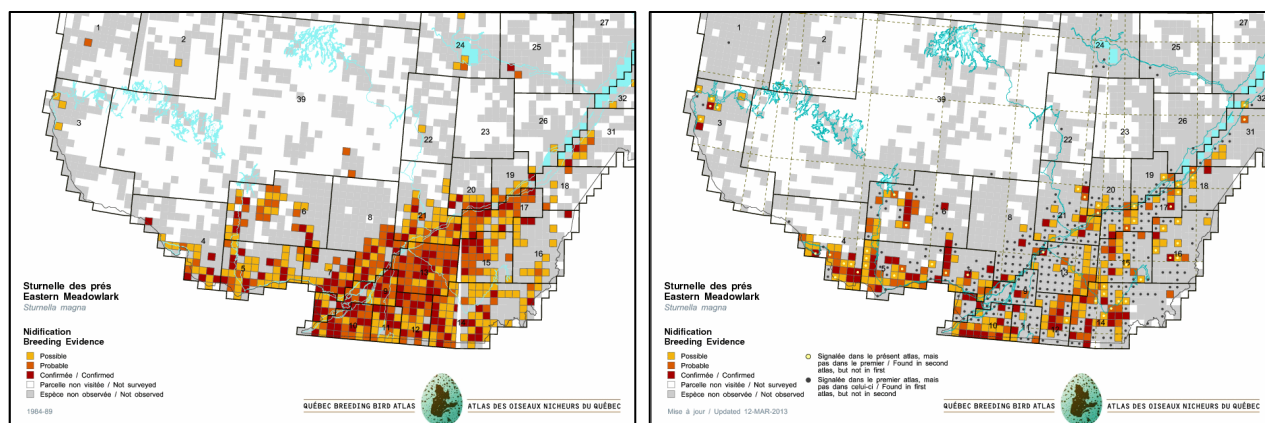 1
2
3
4
5
6
7
8
39
22
23
24
25
27
26
32
31
21
20
19
18
17
16
15
14
12
10
Sturnelle des prés
Eastern Meadowlark
Sturnella magna
Nidification
Breeding Evidence
Possible
Probable
Confirmée / Confirmed
Parcelle non visitée / Not surveyed
Espèce non observée / Not observed
1984-89
QUÉBEC BREEDING BIRD ATLAS
ATLAS DES OISEAUX NICHEURS DU QUÉBEC
1
2
3
4
6
8
39
22
23
24
25
27
26
32
31
21
20
19
18
17
16
15
14
10
11
Sturnelle des prés
Eastern Meadowlark
Sturnella magna
Nidification
Breeding Evidence
Possible
Probable
Confirmée / Confirmed
Parcelle non visitée / Not surveyed
Espèce non observée / Not observed
Signalée dans le présent atlas, mais
pas dans le premier / Found in second
atlas, but not in first
Signalée dans le premier atlas, mais
pas dans celui-ci / Found in first
atlas, but not in second
Mise à jour / Updated 12-MAR-2013
QUÉBEC BREEDING BIRD ATLAS
ATLAS DES OISEAUX NICHEURS DU QUÉBEC